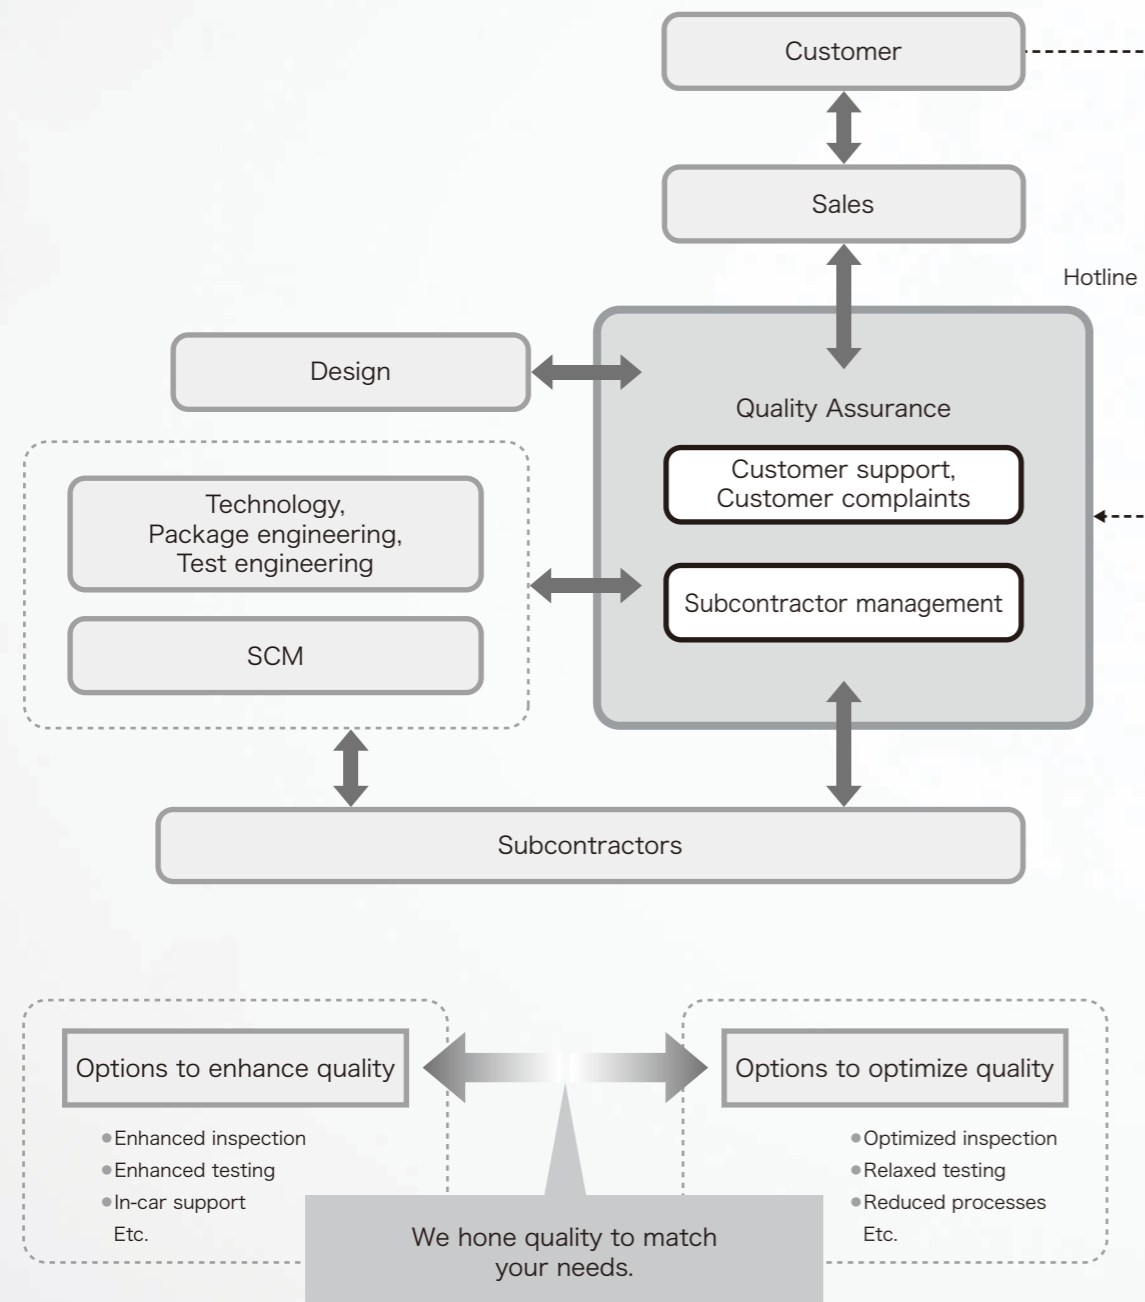 Customer
Sales
Hotline
Design
Quality Assurance
Customer support,
Customer complaints
Technology,
Package engineering,
Test engineering
Subcontractor management
SCM
Subcontractors
Options to enhance quality
Options to optimize quality
●Enhanced inspection
●Enhanced testing
●In-car support
Etc.
●Optimized inspection
●Relaxed testing
●Reduced processes
Etc.
We hone quality to match
your needs.